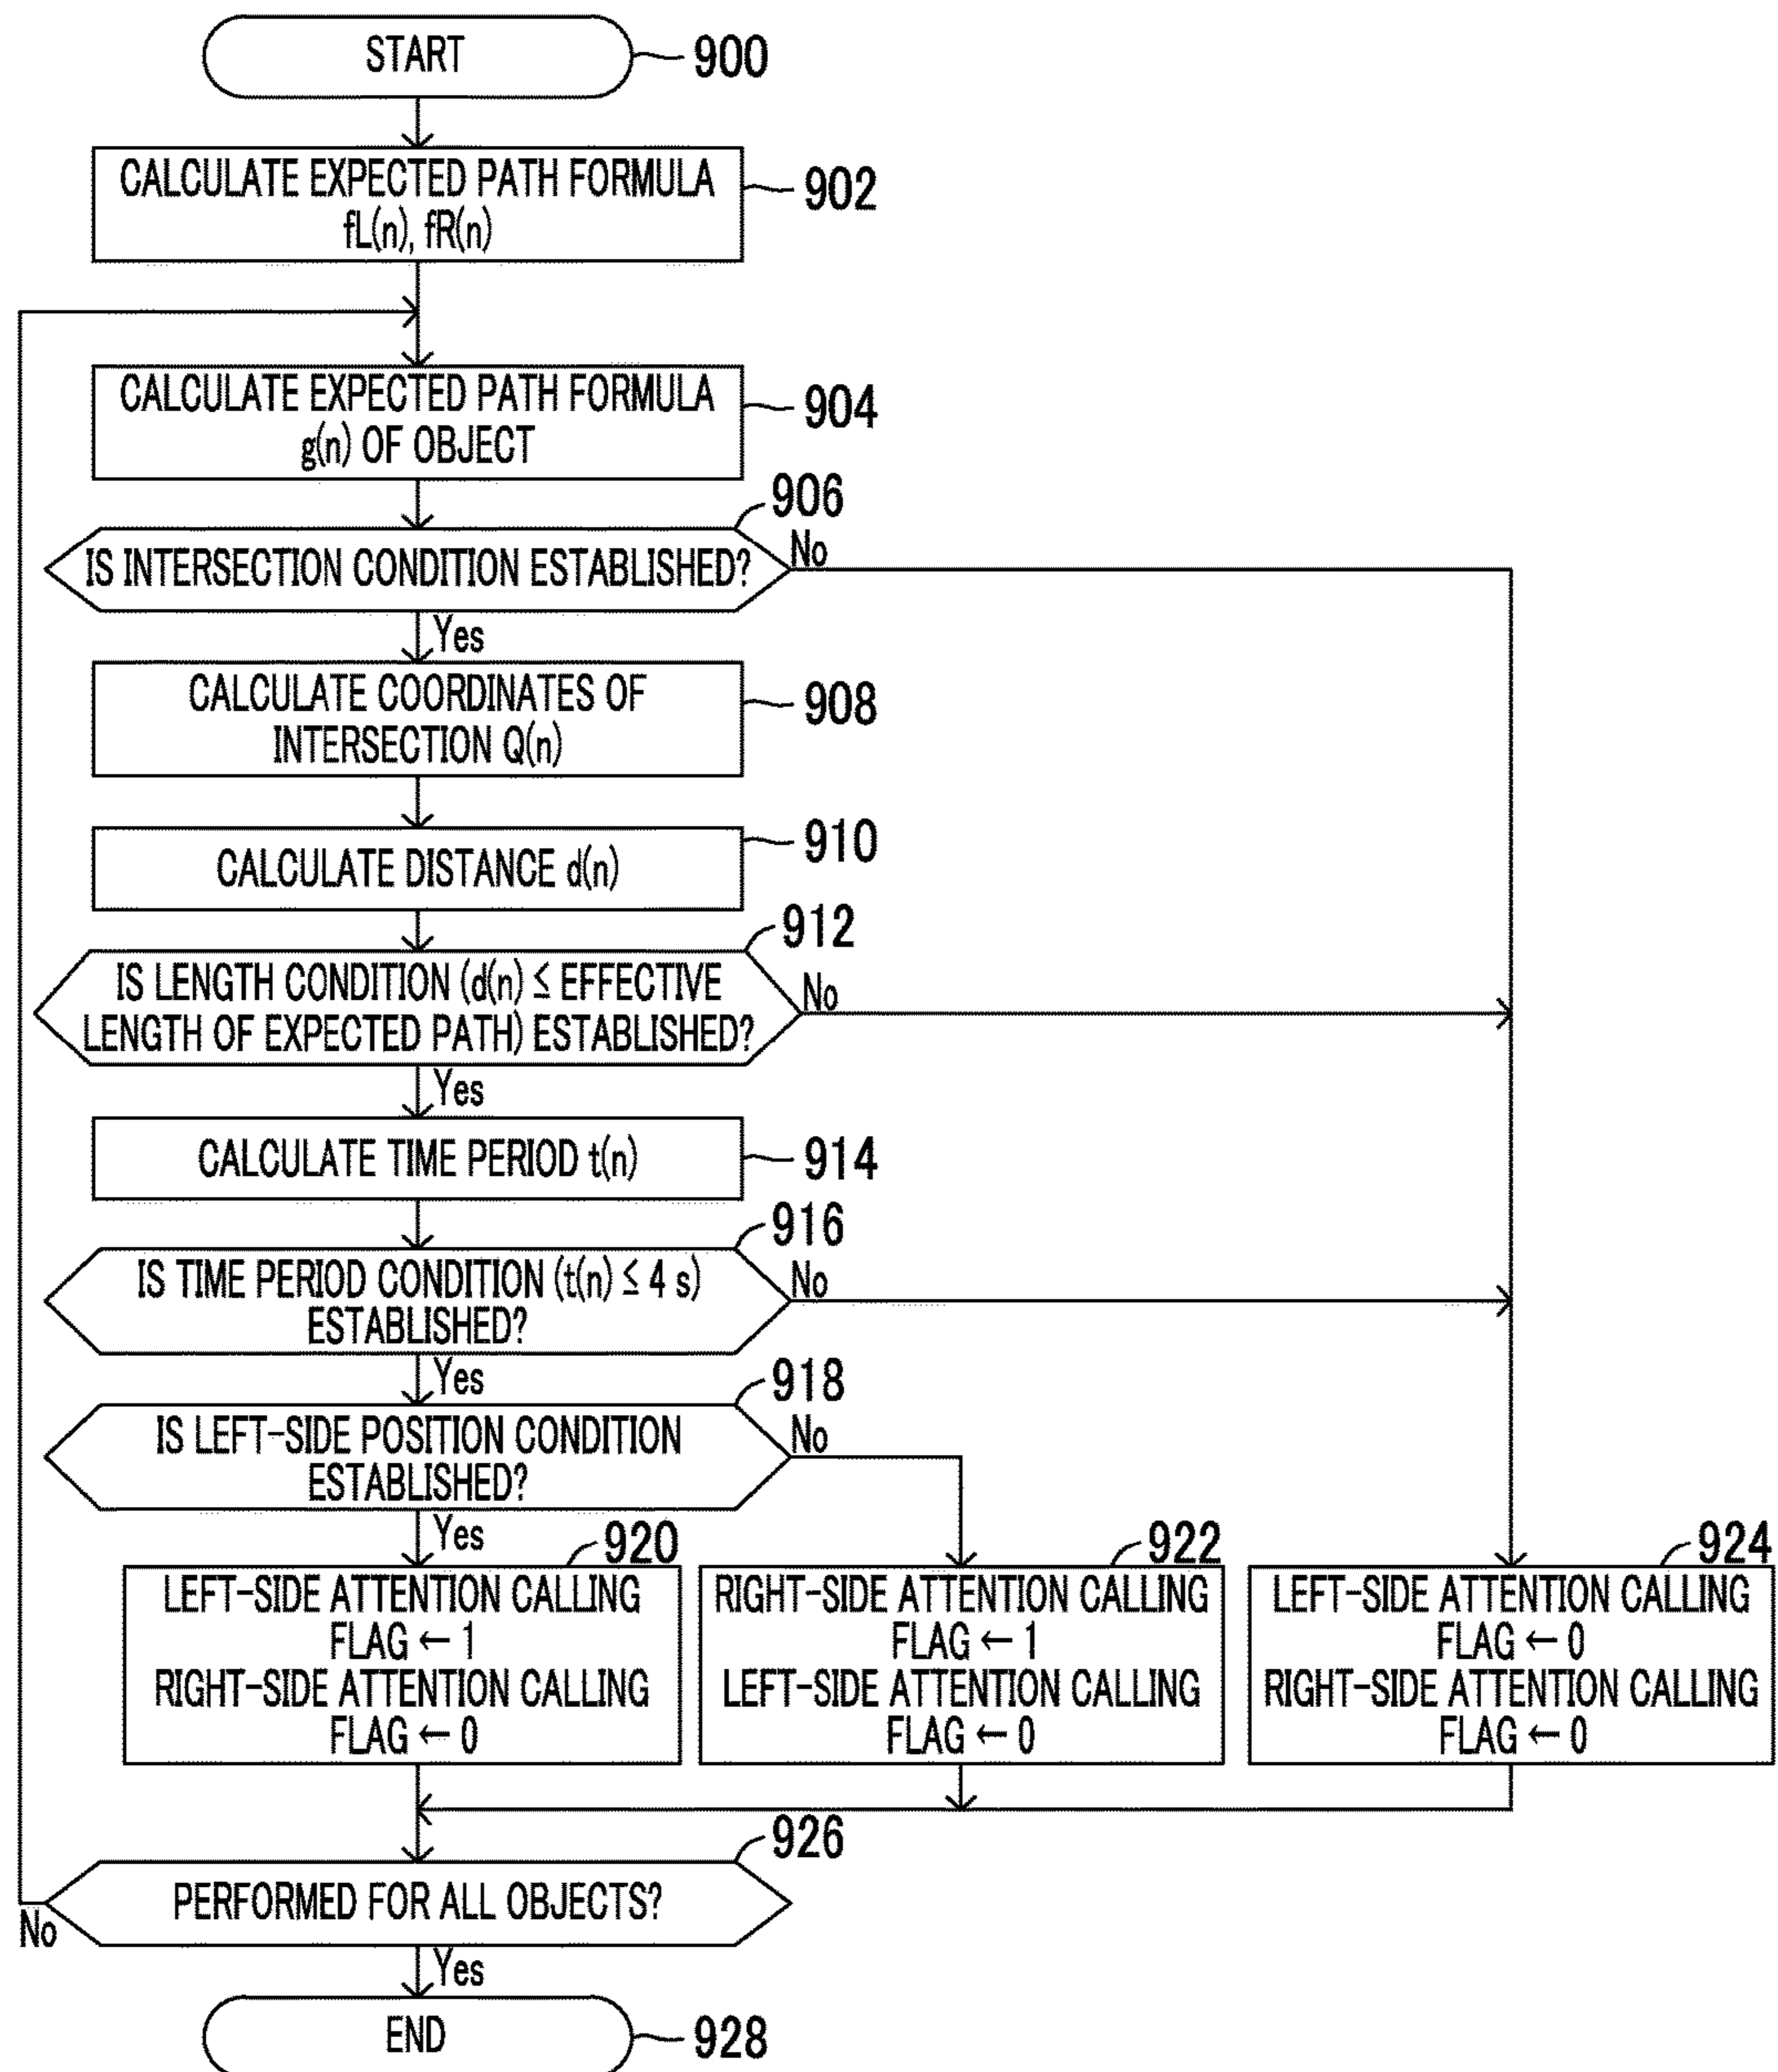 START
900
CALCULATE EXPECTED PATH FORMULA
fL(n), fR(n)
902
CALCULATE EXPECTED PATH FORMULA
g(n) OF OBJECT
904
906
IS INTERSECTION CONDITION ESTABLISHED?
No
Yes
CALCULATE COORDINATES OF
INTERSECTION Q(n)
908
CALCULATE DISTANCE d(n)
910
912
IS LENGTH CONDITION (d(n) ≤ EFFECTIVE
LENGTH OF EXPECTED PATH) ESTABLISHED?
No
Yes
CALCULATE TIME PERIOD t(n)
914
916
IS TIME PERIOD CONDITION (t(n) ≤ 4 s)
ESTABLISHED?
No
Yes
918
IS LEFT-SIDE POSITION CONDITION
ESTABLISHED?
No
Yes
920
LEFT-SIDE ATTENTION CALLING
FLAG ← 1
RIGHT-SIDE ATTENTION CALLING
FLAG ← 0
922
RIGHT-SIDE ATTENTION CALLING
FLAG ← 1
LEFT-SIDE ATTENTION CALLING
FLAG ← 0
924
LEFT-SIDE ATTENTION CALLING
FLAG ← 0
RIGHT-SIDE ATTENTION CALLING
FLAG ← 0
926
PERFORMED FOR ALL OBJECTS?
No
Yes
END
928